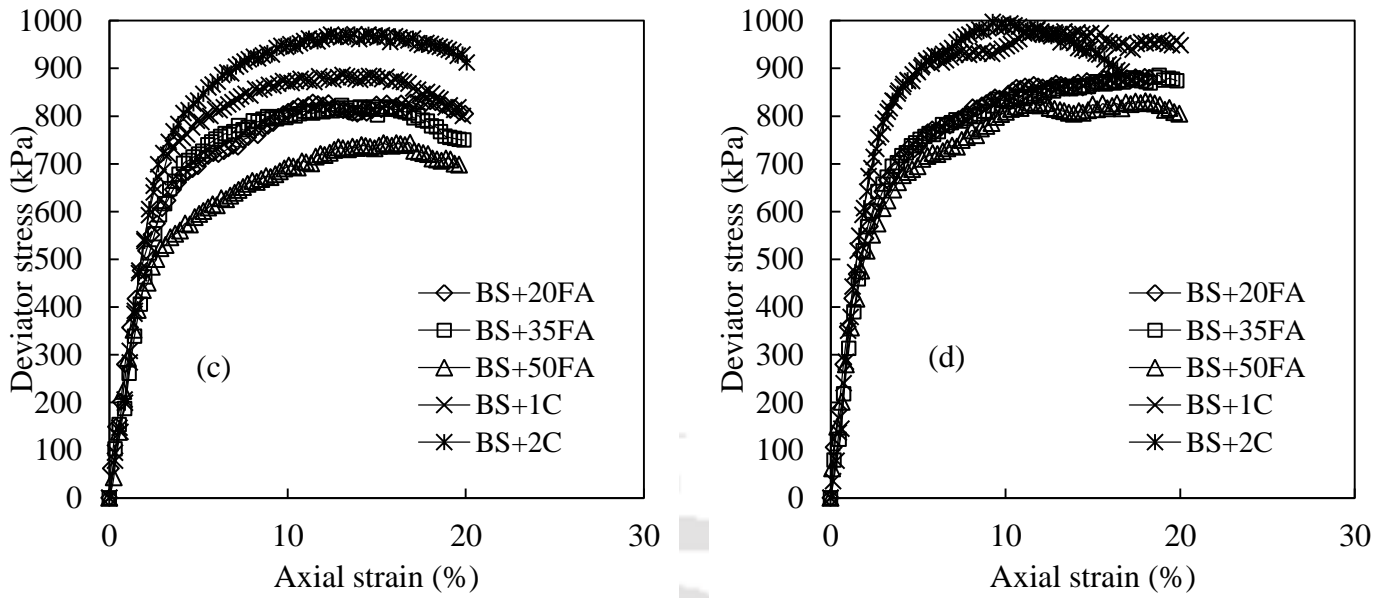 1000
900
800
700
600
500
400
300
200
100
0
Deviator stress (kPa)
(c)
BS+20FA
BS+35FA
BS+50FA
BS+1C
BS+2C
0 10 20 30
Axial strain (%)
1000
900
800
700
600
500
400
300
200
100
0
Deviator stress (kPa)
(d)
BS+20FA
BS+35FA
BS+50FA
BS+1C
BS+2C
0 10 20 30
Axial strain (%)